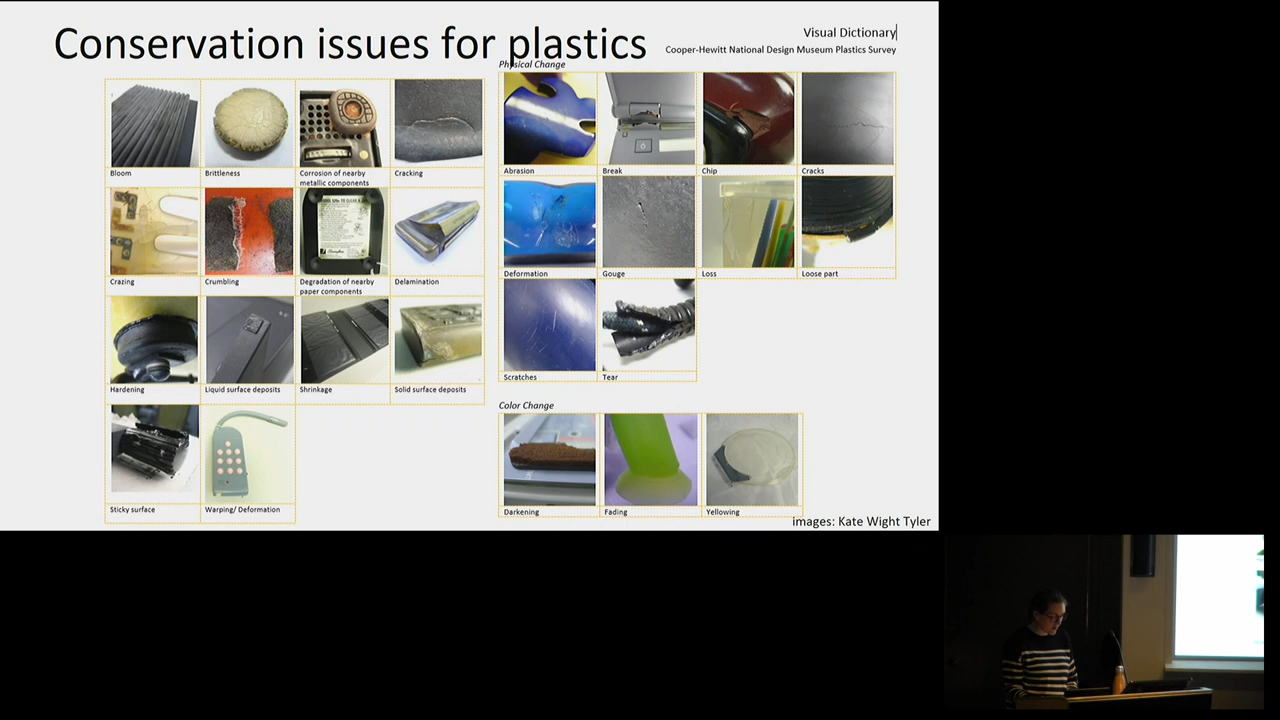 Conservation issues for plastics
Visual Dictionary
Cooper-Hewitt National Design Museum Plastics Survey
Bloom
Brittleness
Corrosion of nearby
metallic components
Cracking
Crazing
Crumbling
Degradation of nearby
paper components
Delamination
Hardening
Liquid surface deposits
Shrinkage
Solid surface deposits
Sticky surface
Warping/ Deformation
Physical Change
Abrasion
Break
Chip
Cracks
Deformation
Gouge
Loss
Loose part
Scratches
Tear
Color Change
Darkening
Fading
Yellowing
images: Kate Wight Tyler